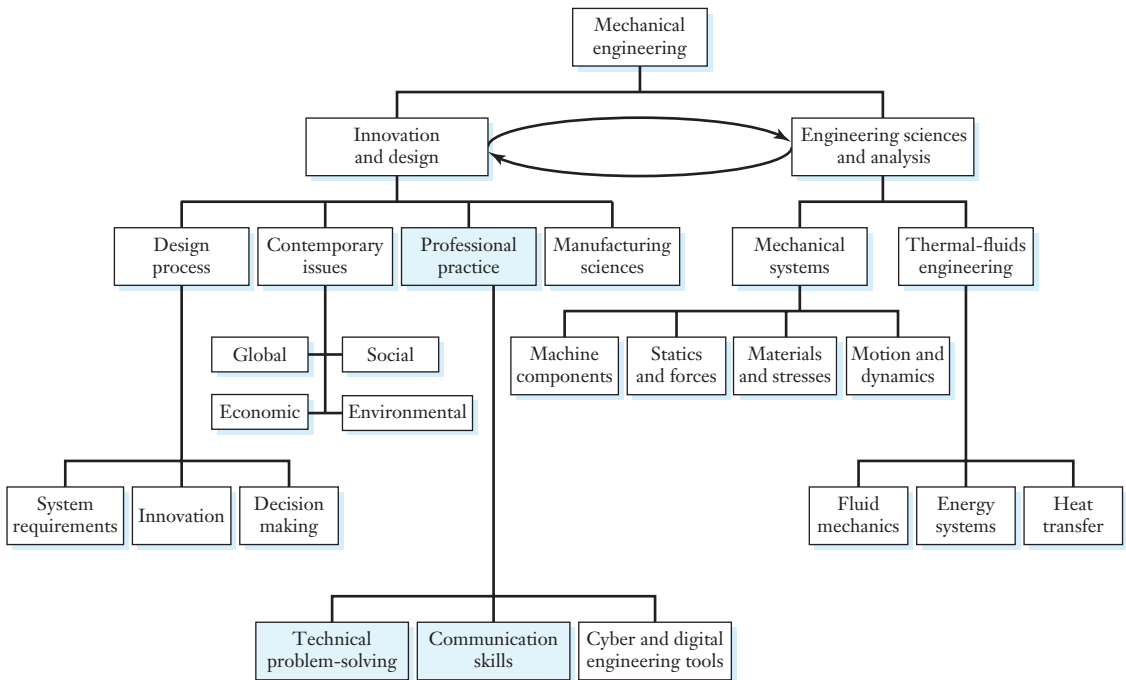 Mechanical
engineering
Innovation
and design
Engineering sciences
and analysis
Design
process
Contemporary
issues
Professional
practice
Manufacturing
sciences
Mechanical
systems
Thermal-fluids
engineering
Global
Social
Economic
Environmental
Machine
components
Statics
and forces
Materials
and stresses
Motion and
dynamics
System
requirements
Innovation
Decision
making
Fluid
mechanics
Energy
systems
Heat
transfer
Technical
problem-solving
Communication
skills
Cyber and digital
engineering tools